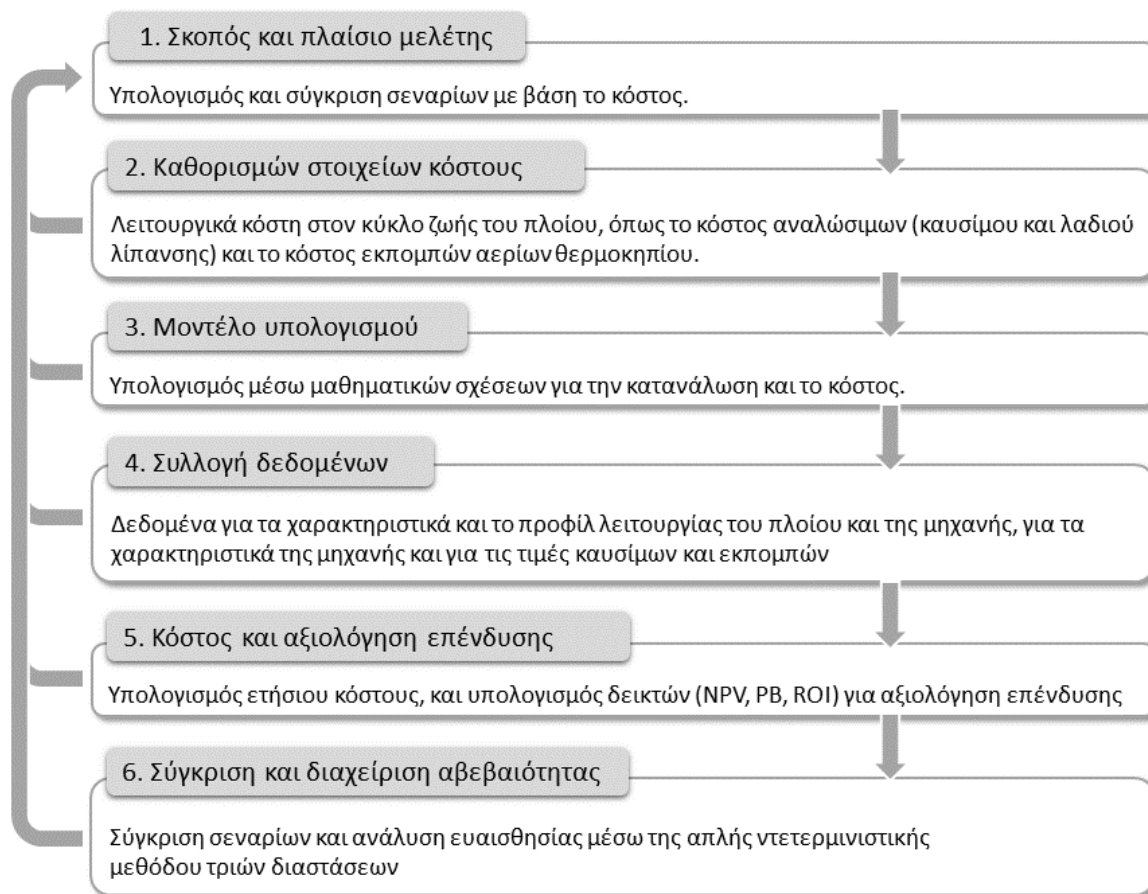 1. Σκοπός και πλαίσιο μελέτης
Υπολογισμός και σύγκριση σεναρίων με βάση το κόστος.
2. Καθορισμών στοιχείων κόστους
Λειτουργικά κόστη στον κύκλο ζωής του πλοίου, όπως το κόστος αναλώσιμων (καυσίμου και λαδιού
λίπανσης) και το κόστος εκπομπών αερίων θερμοκηπίου.
3. Μοντέλο υπολογισμού
Υπολογισμός μέσω μαθηματικών σχέσεων για την κατανάλωση και το κόστος.
4. Συλλογή δεδομένων
Δεδομένα για τα χαρακτηριστικά και το προφίλ λειτουργίας του πλοίου και της μηχανής, για τα
χαρακτηριστικά της μηχανής και για τις τιμές καυσίμων και εκπομπών
5. Κόστος και αξιολόγηση επένδυσης
Υπολογισμός ετήσιου κόστους, και υπολογισμός δεικτών (NPV, PB, ROI) για αξιολόγηση επένδυσης
6. Σύγκριση και διαχείριση αβεβαιότητας
Σύγκριση σεναρίων και ανάλυση ευαισθησίας μέσω της απλής ντετερμινιστικής
μεθόδου τριών διαστάσεων